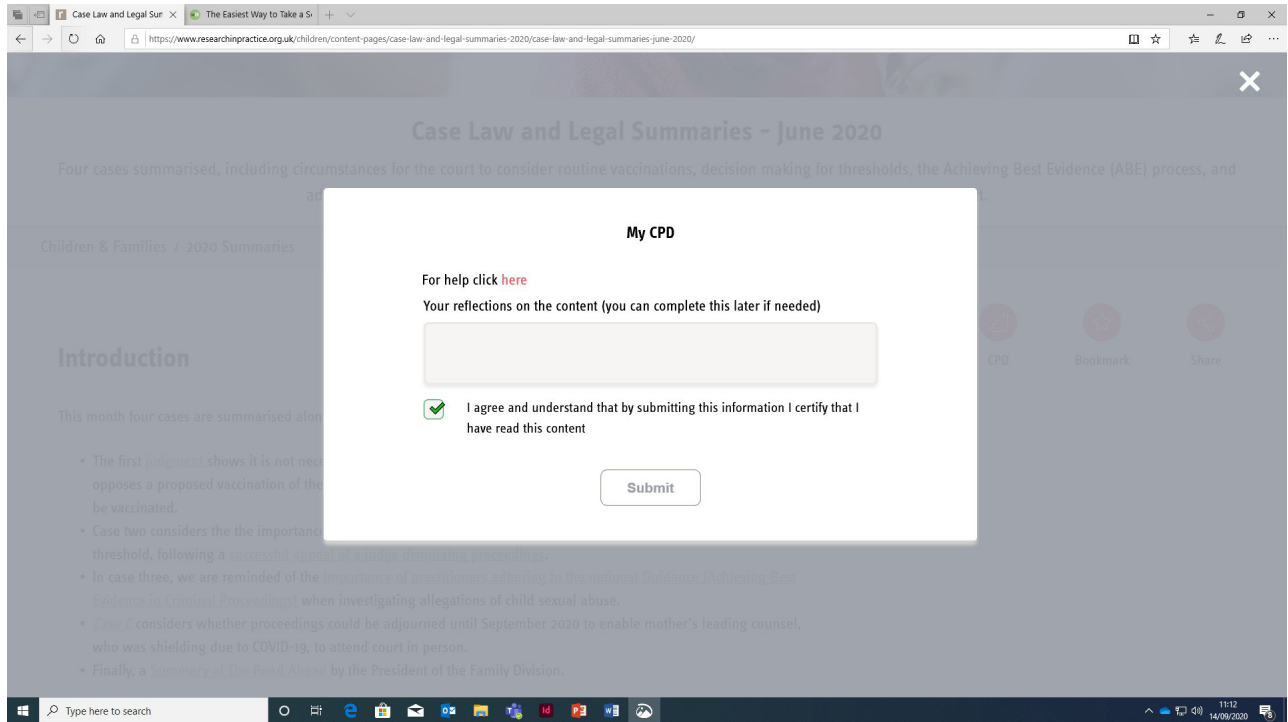 Case Law and Legal Sur
The Easiest Way to Take a S
https://www.researchinpractice.org.uk/children/content-pages/case-law-and-legal-summaries-2020/case-law-and-legal-summaries-june-2020/
Case Law and Legal Summaries - June 2020
Four cases summarised, including circumstances for the court to consider routine vaccinations, decision making for thresholds, the Achieving Best Evidence (ABE) process, and
ad
Children & Families / 2020 Summaries
My CPD
For help click here
Your reflections on the content (you can complete this later if needed)
I agree and understand that by submitting this information I certify that I
have read this content
Submit
CPD
Bookmark
Share
Introduction
This month four cases are summarised alon
• The first judgment shows it is not nec
opposes a proposed vaccination of the
be vaccinated.
• Case two considers the the importanc
threshold, following a successful appeal of a judge dismissing proceedings.
• In case three, we are reminded of the importance of practitioners adhering to the national Guidance (Achieving Best
Evidence in Criminal Proceedings) when investigating allegations of child sexual abuse.
• Case C considers whether proceedings could be adjourned until September 2020 to enable mother's leading counsel,
who was shielding due to COVID-19, to attend court in person.
• Finally, a Summary of The Road Ahead by the President of the Family Division.
Type here to search
11:12
14/09/2020